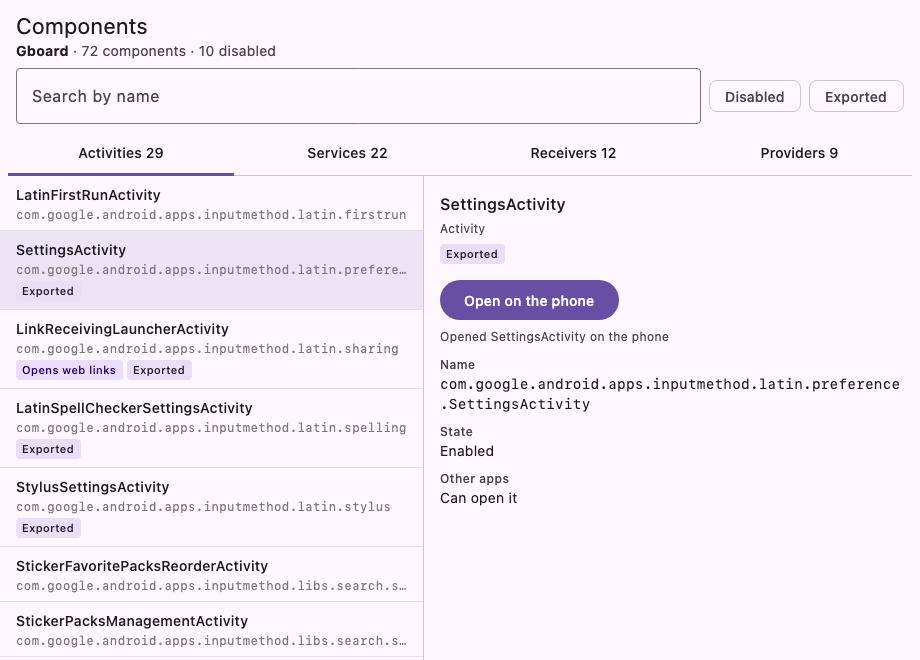 Components
Gboard · 72 components · 10 disabled
Search by name
Disabled
Exported
Activities 29
Services 22
Receivers 12
Providers 9
LatinFirstRunActivity
com.google.android.apps.inputmethod.latin.firstrun
SettingsActivity
com.google.android.apps.inputmethod.latin.prefere…
Exported
LinkReceivingLauncherActivity
com.google.android.apps.inputmethod.latin.sharing
Opens web links
Exported
LatinSpellCheckerSettingsActivity
com.google.android.apps.inputmethod.latin.spelling
Exported
StylusSettingsActivity
com.google.android.apps.inputmethod.latin.stylus
Exported
StickerFavoritePacksReorderActivity
com.google.android.apps.inputmethod.libs.search.s…
StickerPacksManagementActivity
com.google.android.apps.inputmethod.libs.search.s…
SettingsActivity
Activity
Exported
Open on the phone
Opened SettingsActivity on the phone
Name
com.google.android.apps.inputmethod.latin.preference
.SettingsActivity
State
Enabled
Other apps
Can open it